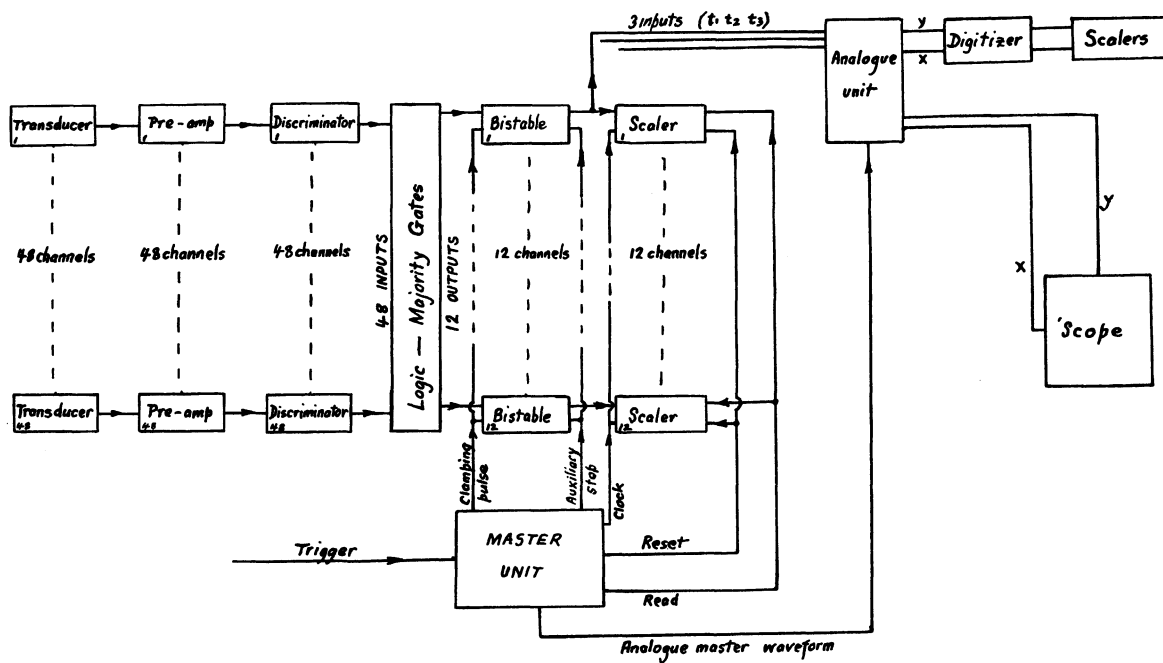 3 inputs (t1 t2 t3)
Analogue
unit
y
x
Digitizer
Scalers
Transducer
1
Pre-amp
1
Discriminator
1
Bistable
1
Scaler
1
48 channels
48 channels
48 channels
48 INPUTS
Logic — Majority Gates
12 OUTPUTS
12 channels
12 channels
y
x
'Scope
Transducer
48
Pre-amp
48
Discriminator
48
Bistable
12
Scaler
12
Clamping
pulse
Auxiliary
stop
Clock
Trigger
MASTER
UNIT
Reset
Read
Analogue master waveform